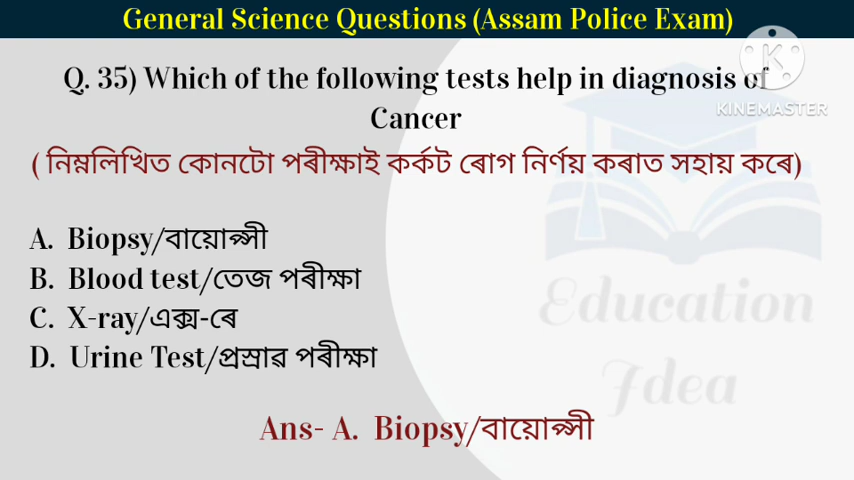 General Science Questions (Assam Police Exam)
KINEMASTER
Q. 35) Which of the following tests help in diagnosis of
Cancer
( নিম্নলিখিত কোনটো পৰীক্ষাই কৰ্কট ৰোগ নিৰ্ণয় কৰাত সহায় কৰে)
A. Biopsy/বায়োপ্সী
B. Blood test/তেজ পৰীক্ষা
C. X-ray/এক্স-ৰে
D. Urine Test/প্ৰস্ৰাৱ পৰীক্ষা
Education
Idea
Ans- A. Biopsy/বায়োপ্সী